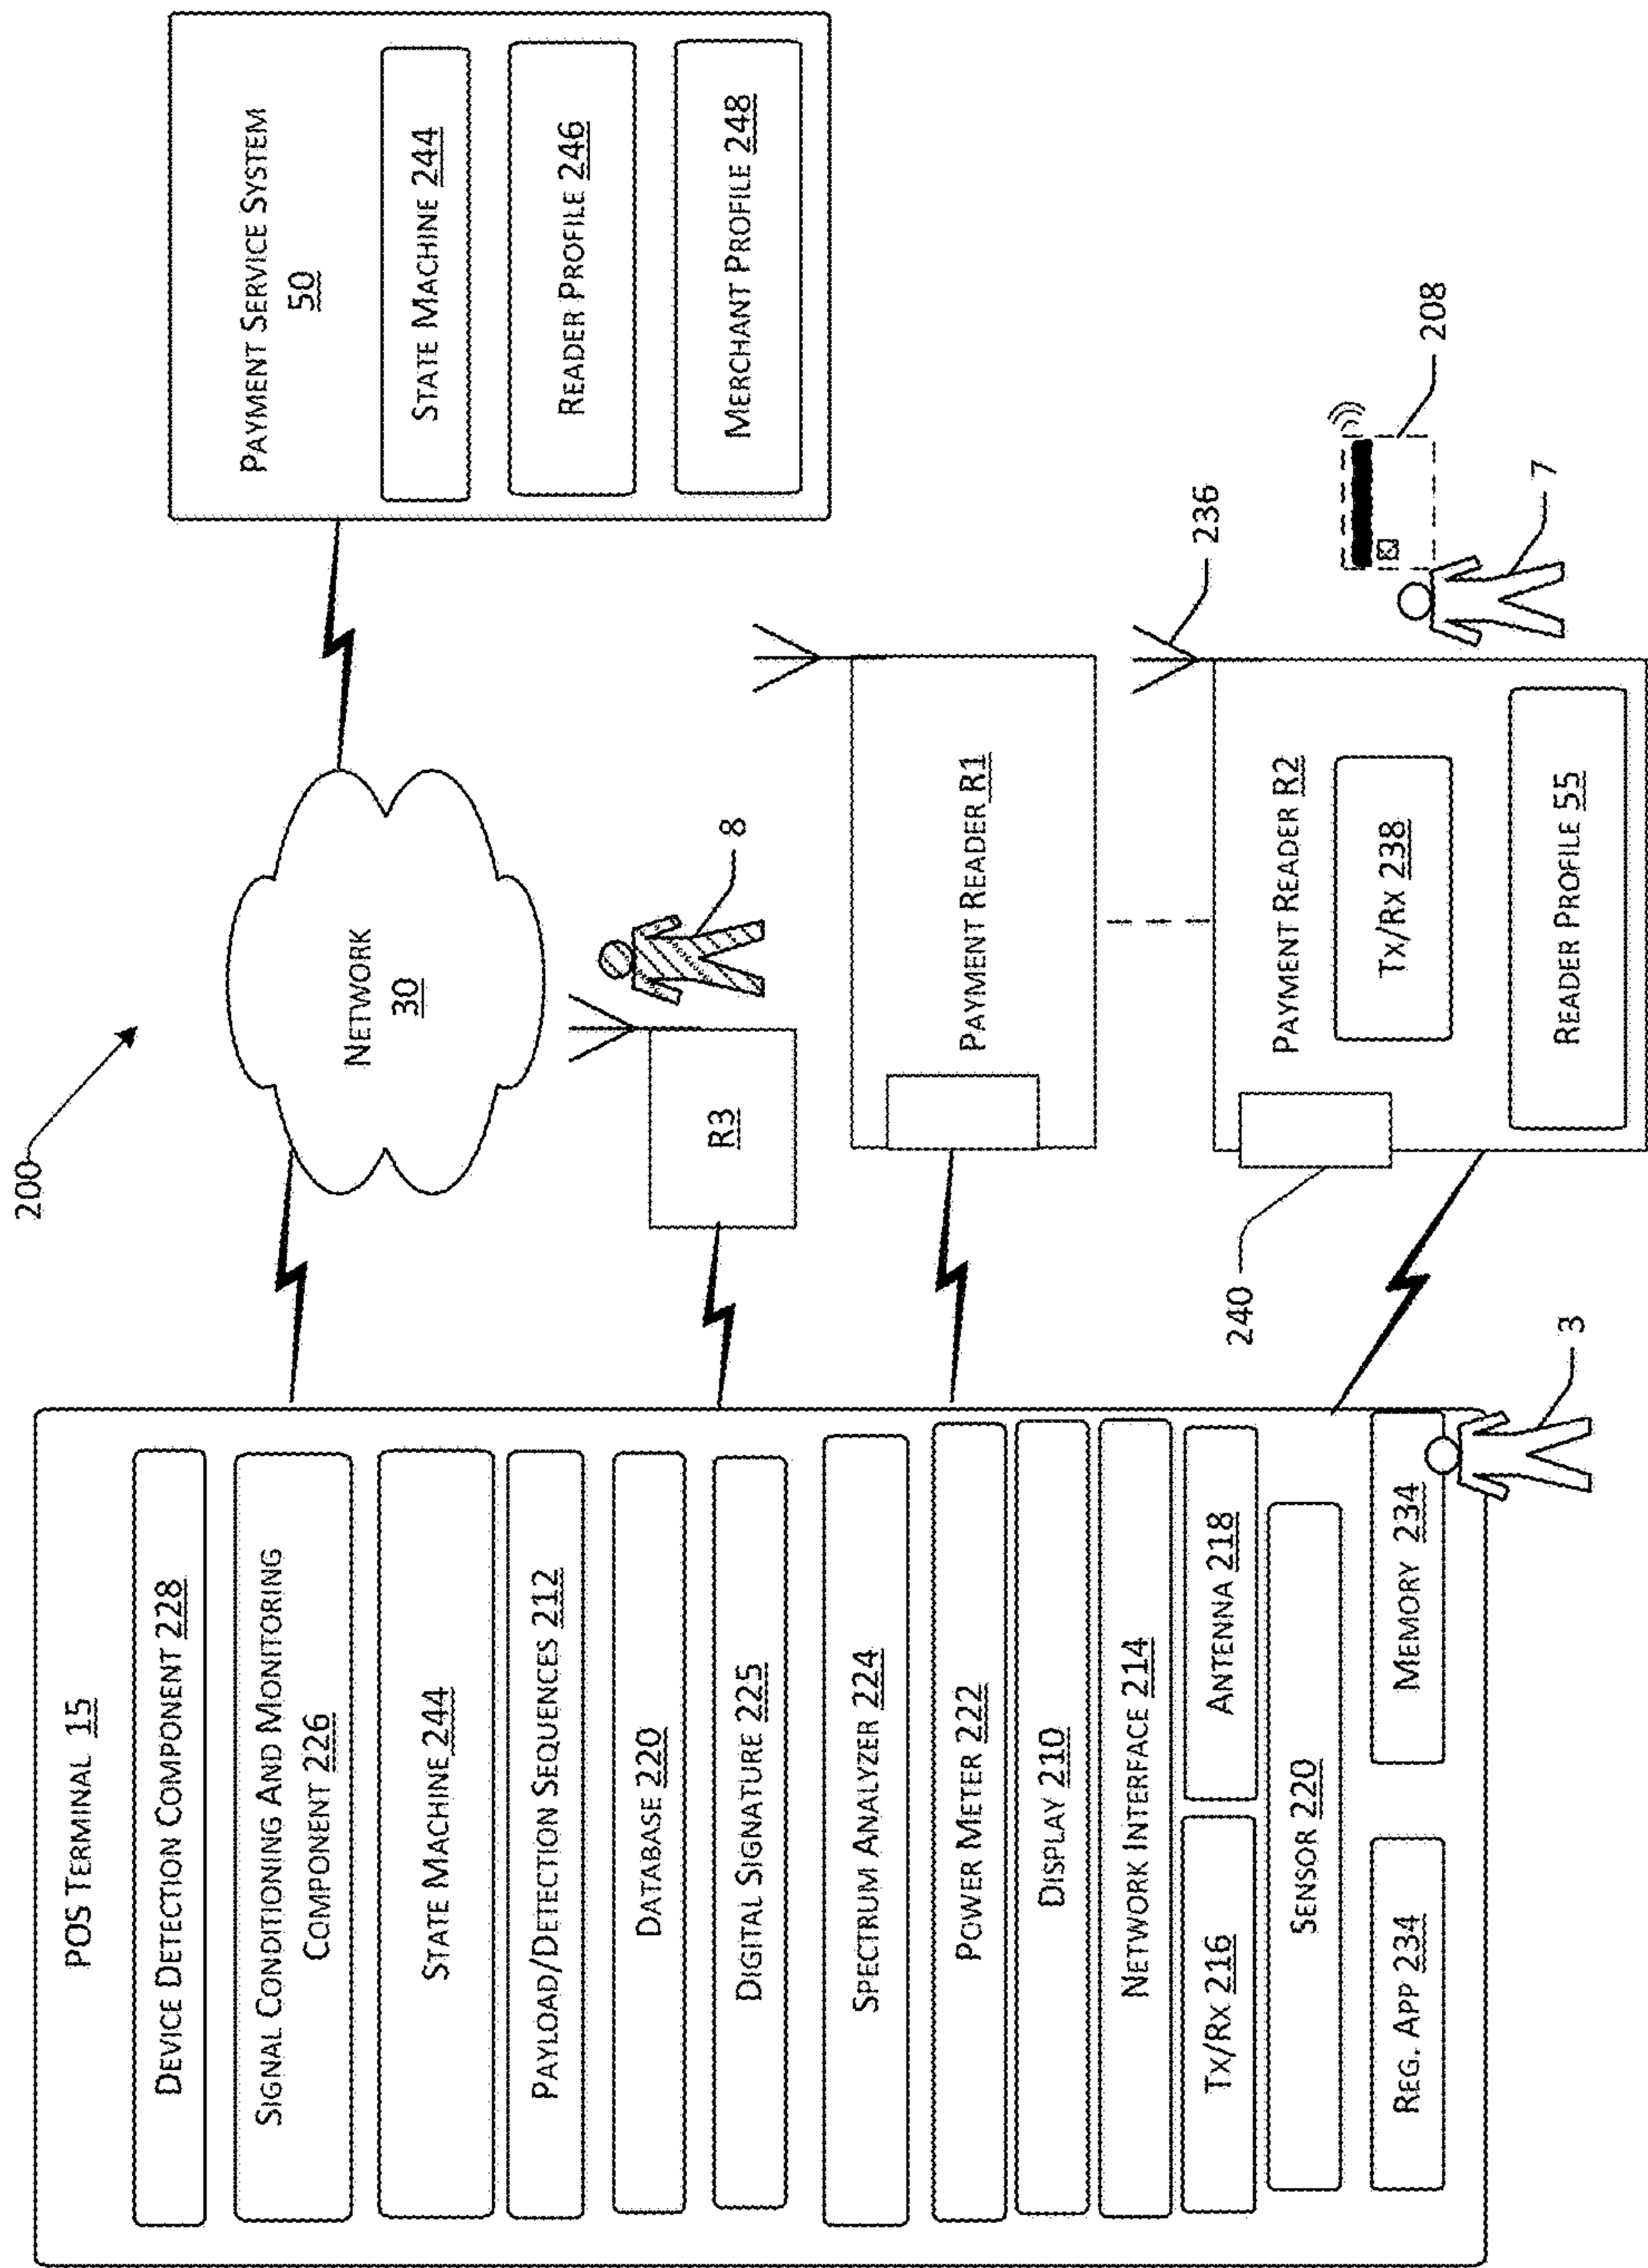 200
POS TERMINAL 15
DEVICE DETECTION COMPONENT 228
SIGNAL CONDITIONING AND MONITORING
COMPONENT 226
STATE MACHINE 244
PAYLOAD/DETECTION SEQUENCES 212
DATABASE 220
DIGITAL SIGNATURE 225
SPECTRUM ANALYZER 224
POWER METER 222
DISPLAY 210
NETWORK INTERFACE 214
TX/RX 216
ANTENNA 218
SENSOR 220
REG. APP 234
MEMORY 234
3
NETWORK
30
R3
8
PAYMENT READER R1
PAYMENT READER R2
TX/RX 238
READER PROFILE 55
240
236
7
208
PAYMENT SERVICE SYSTEM
50
STATE MACHINE 244
READER PROFILE 246
MERCHANT PROFILE 248